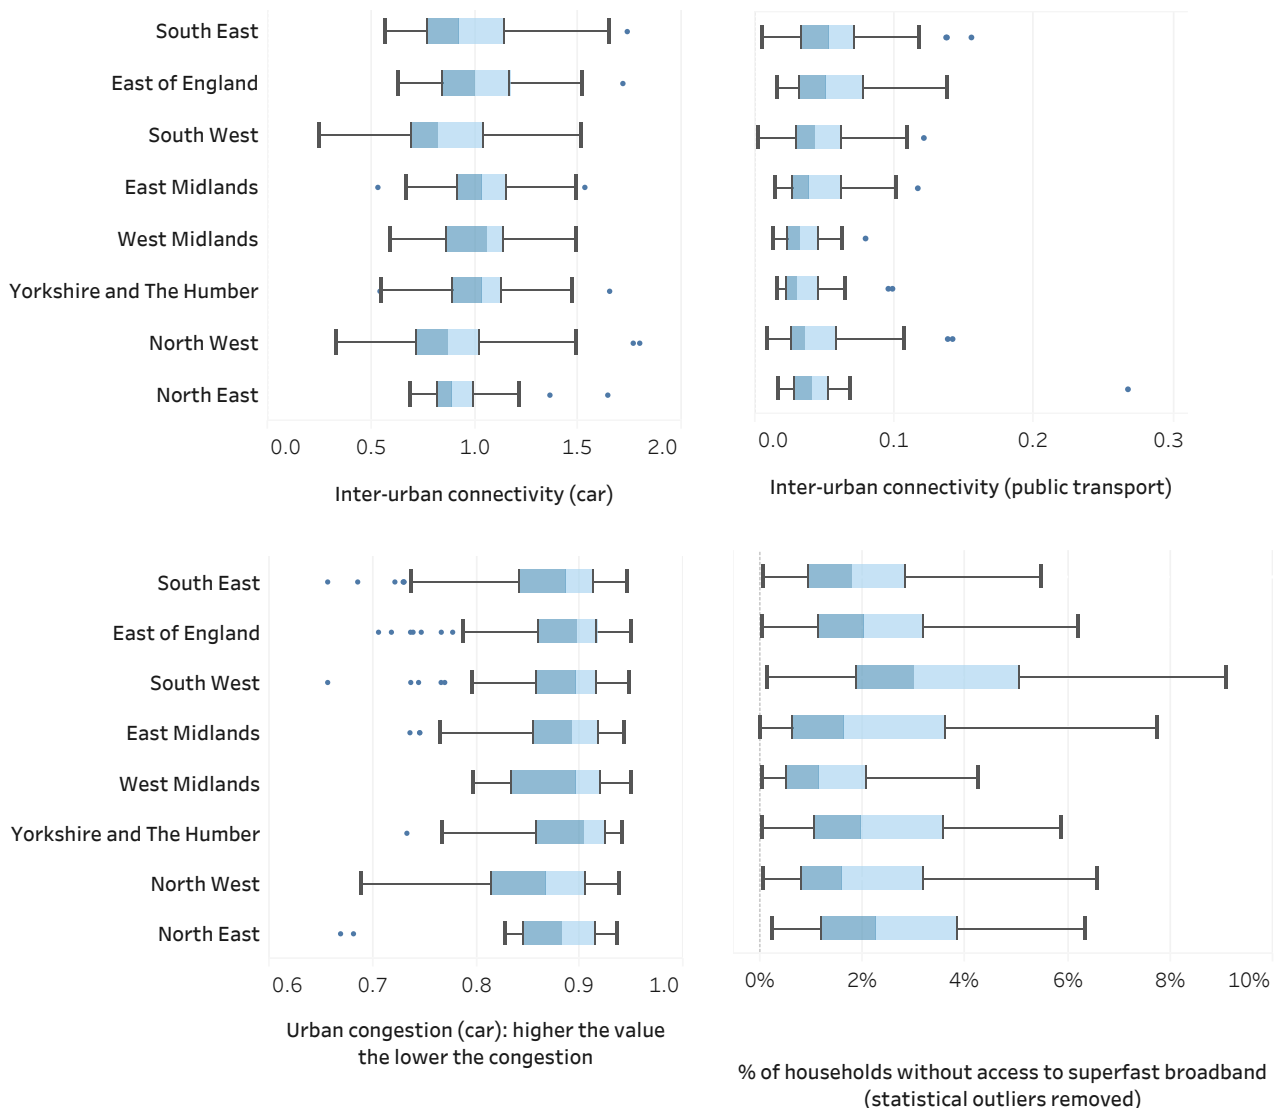 South East
East of England
South West
East Midlands
West Midlands
Yorkshire and The Humber
North West
North East
0.0 0.5 1.0 1.5 2.0
Inter-urban connectivity (car)
0.0 0.1 0.2 0.3
Inter-urban connectivity (public transport)
South East
East of England
South West
East Midlands
West Midlands
Yorkshire and The Humber
North West
North East
0.6 0.7 0.8 0.9 1.0
Urban congestion (car): higher the value
the lower the congestion
0% 2% 4% 6% 8% 10%
% of households without access to superfast broadband
(statistical outliers removed)